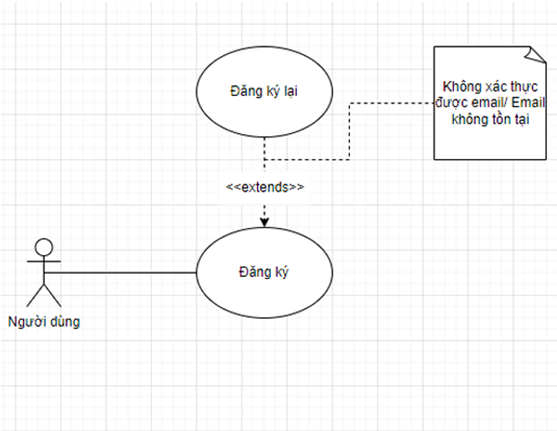 Đăng ký lại
Không xác thực
được email/ Email
không tồn tại
<<extends>>
Đăng ký
Người dùng